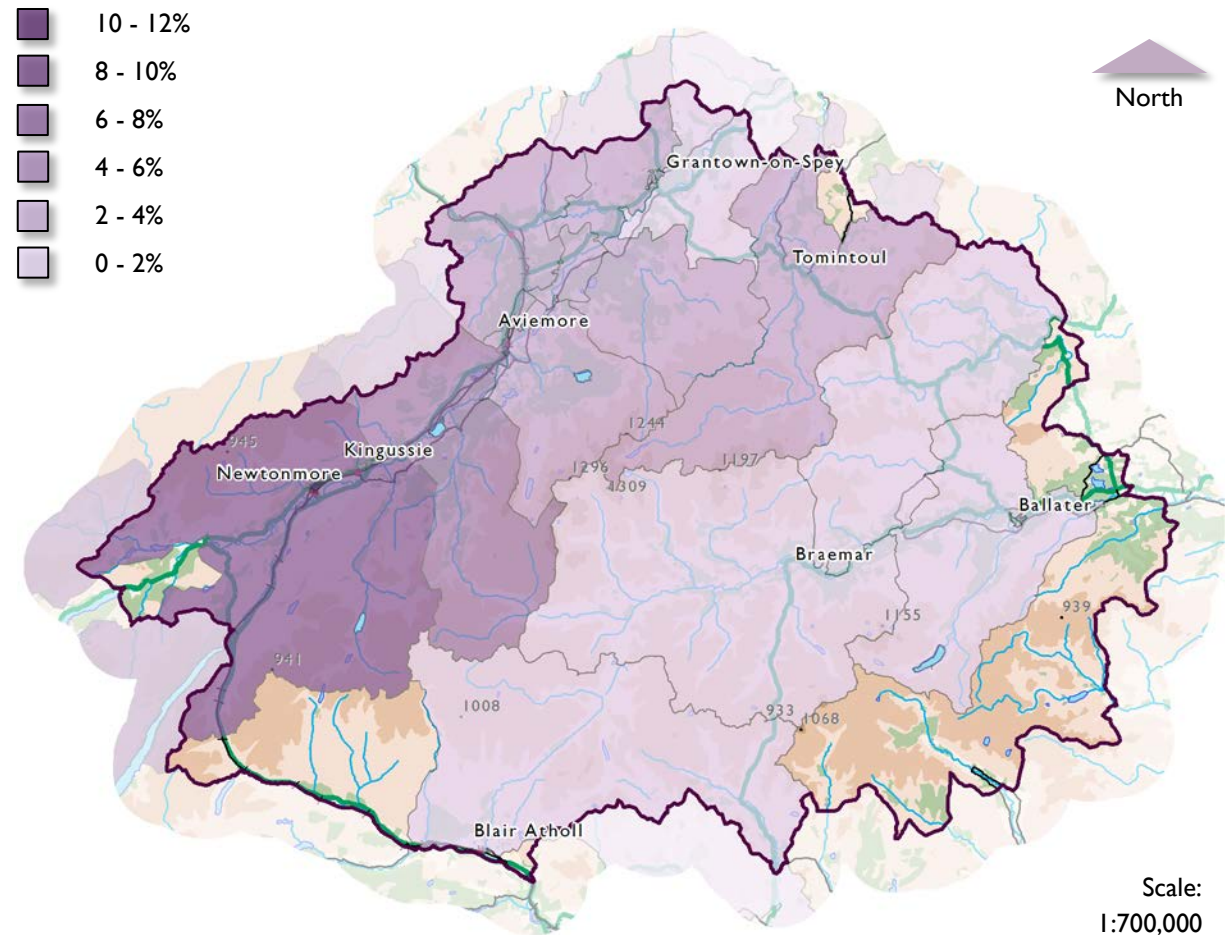 10 - 12%
8 - 10%
6 - 8%
4 - 6%
2 - 4%
0 - 2%
North
Grantown-on-Spey
Tomintoul
Aviemore
1244
945
Kingussie
1197
1296
Newtonmore
1309
Ballater
Braemar
939
1155
941
1008
933
1068
Blair Atholl
Scale:
1:700,000